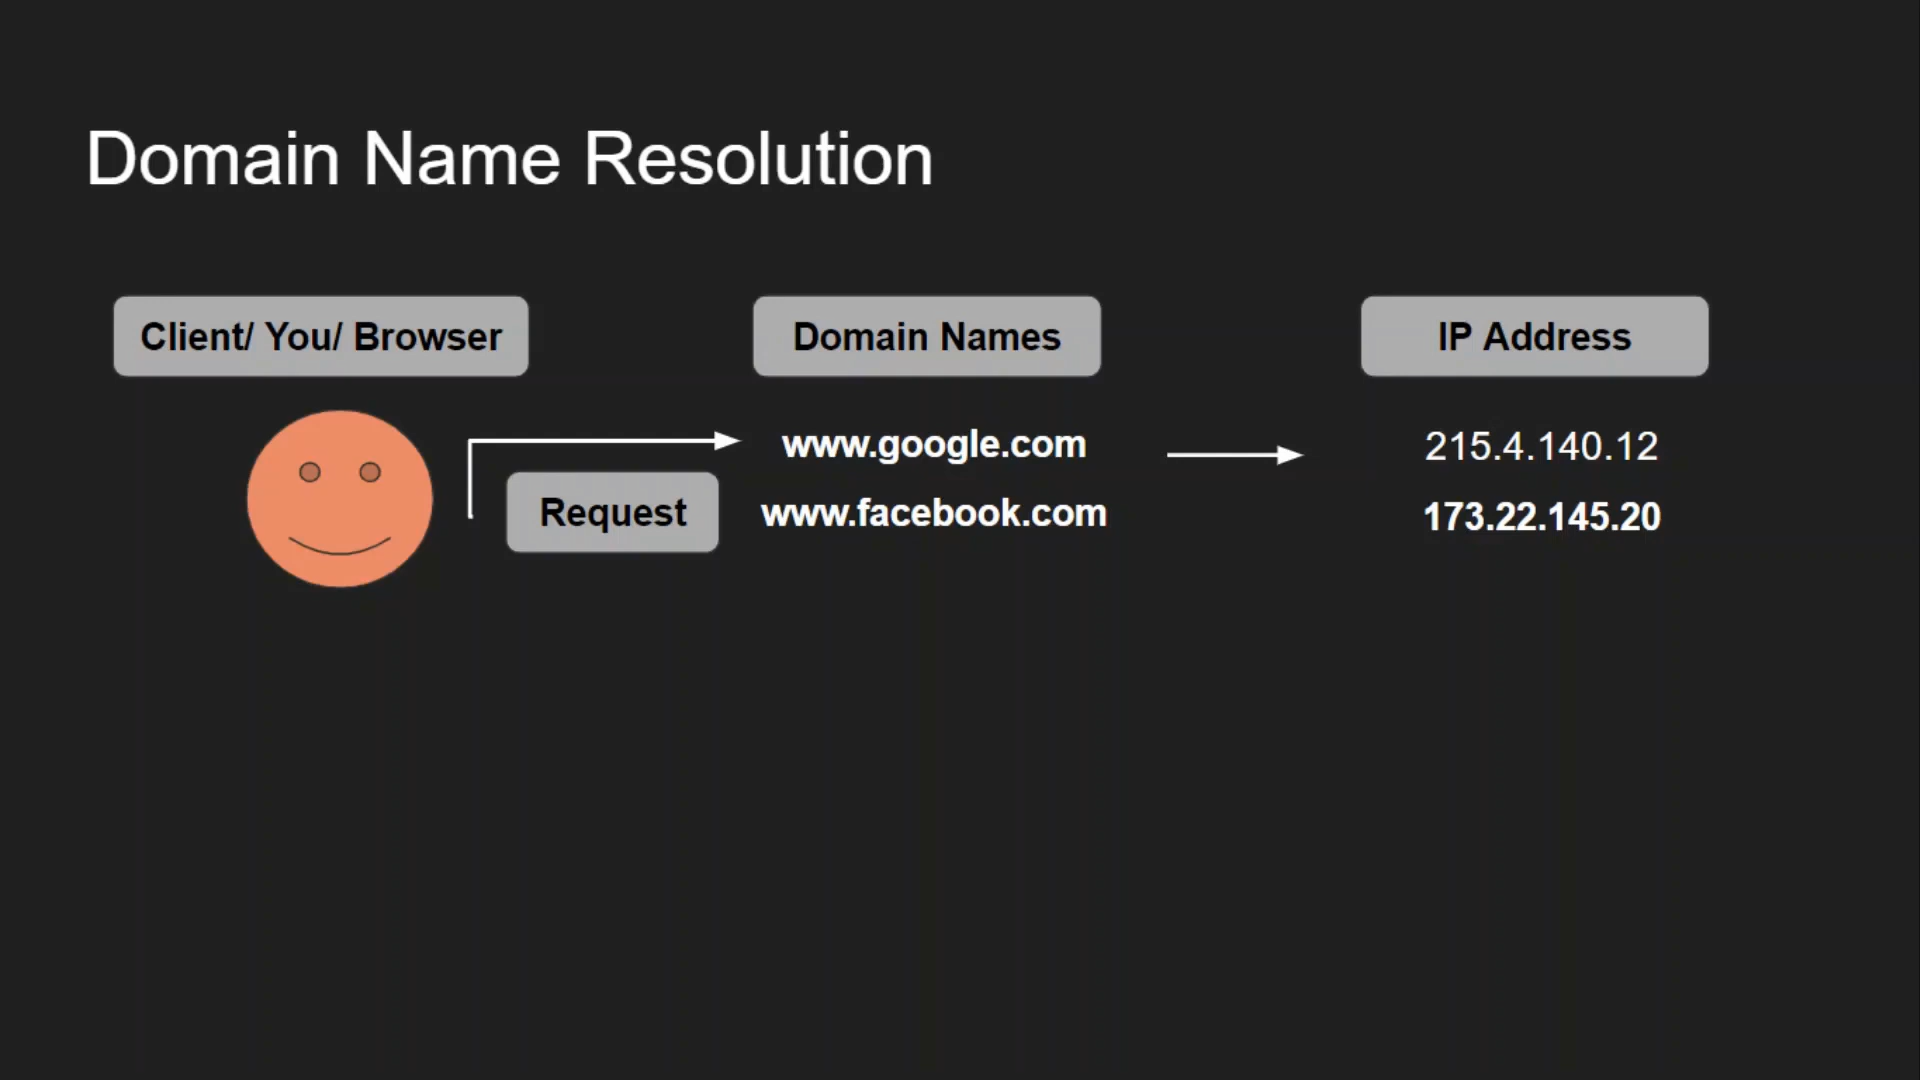 Domain Name Resolution
Client/ You/ Browser
Domain Names
IP Address
www.google.com
215.4.140.12
Request
www.facebook.com
173.22.145.20